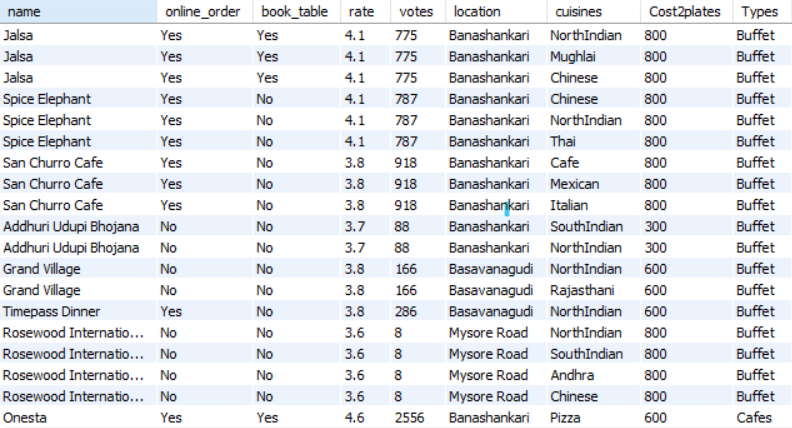 name online_order book_table rate votes location cuisines Cost2plates Types
Jalsa Yes Yes 4.1 775 Banashankari NorthIndian 800 Buffet
Jalsa Yes Yes 4.1 775 Banashankari Mughlai 800 Buffet
Jalsa Yes Yes 4.1 775 Banashankari Chinese 800 Buffet
Spice Elephant Yes No 4.1 787 Banashankari Chinese 800 Buffet
Spice Elephant Yes No 4.1 787 Banashankari NorthIndian 800 Buffet
Spice Elephant Yes No 4.1 787 Banashankari Thai 800 Buffet
San Churro Cafe Yes No 3.8 918 Banashankari Cafe 800 Buffet
San Churro Cafe Yes No 3.8 918 Banashankari Mexican 800 Buffet
San Churro Cafe Yes No 3.8 918 Banashankari Italian 800 Buffet
Addhuri Udupi Bhojana No No 3.7 88 Banashankari SouthIndian 300 Buffet
Addhuri Udupi Bhojana No No 3.7 88 Banashankari NorthIndian 300 Buffet
Grand Village No No 3.8 166 Basavanagudi NorthIndian 600 Buffet
Grand Village No No 3.8 166 Basavanagudi Rajasthani 600 Buffet
Timepass Dinner Yes No 3.8 286 Basavanagudi NorthIndian 600 Buffet
Rosewood Internatio... No No 3.6 8 Mysore Road NorthIndian 800 Buffet
Rosewood Internatio... No No 3.6 8 Mysore Road SouthIndian 800 Buffet
Rosewood Internatio... No No 3.6 8 Mysore Road Andhra 800 Buffet
Rosewood Internatio... No No 3.6 8 Mysore Road Chinese 800 Buffet
Onesta Yes Yes 4.6 2556 Banashankari Pizza 600 Cafes